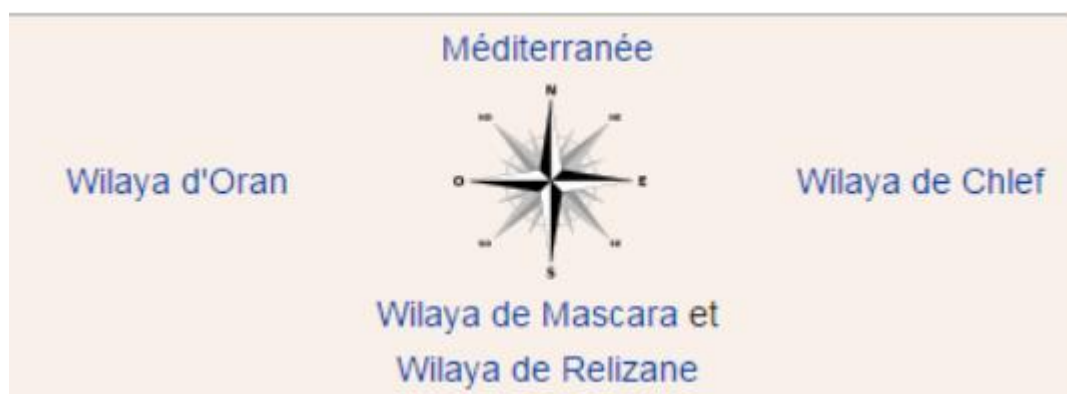 Méditerranée
N
Wilaya d'Oran
O
E
Wilaya de Chlef
S
Wilaya de Mascara et
Wilaya de Relizane